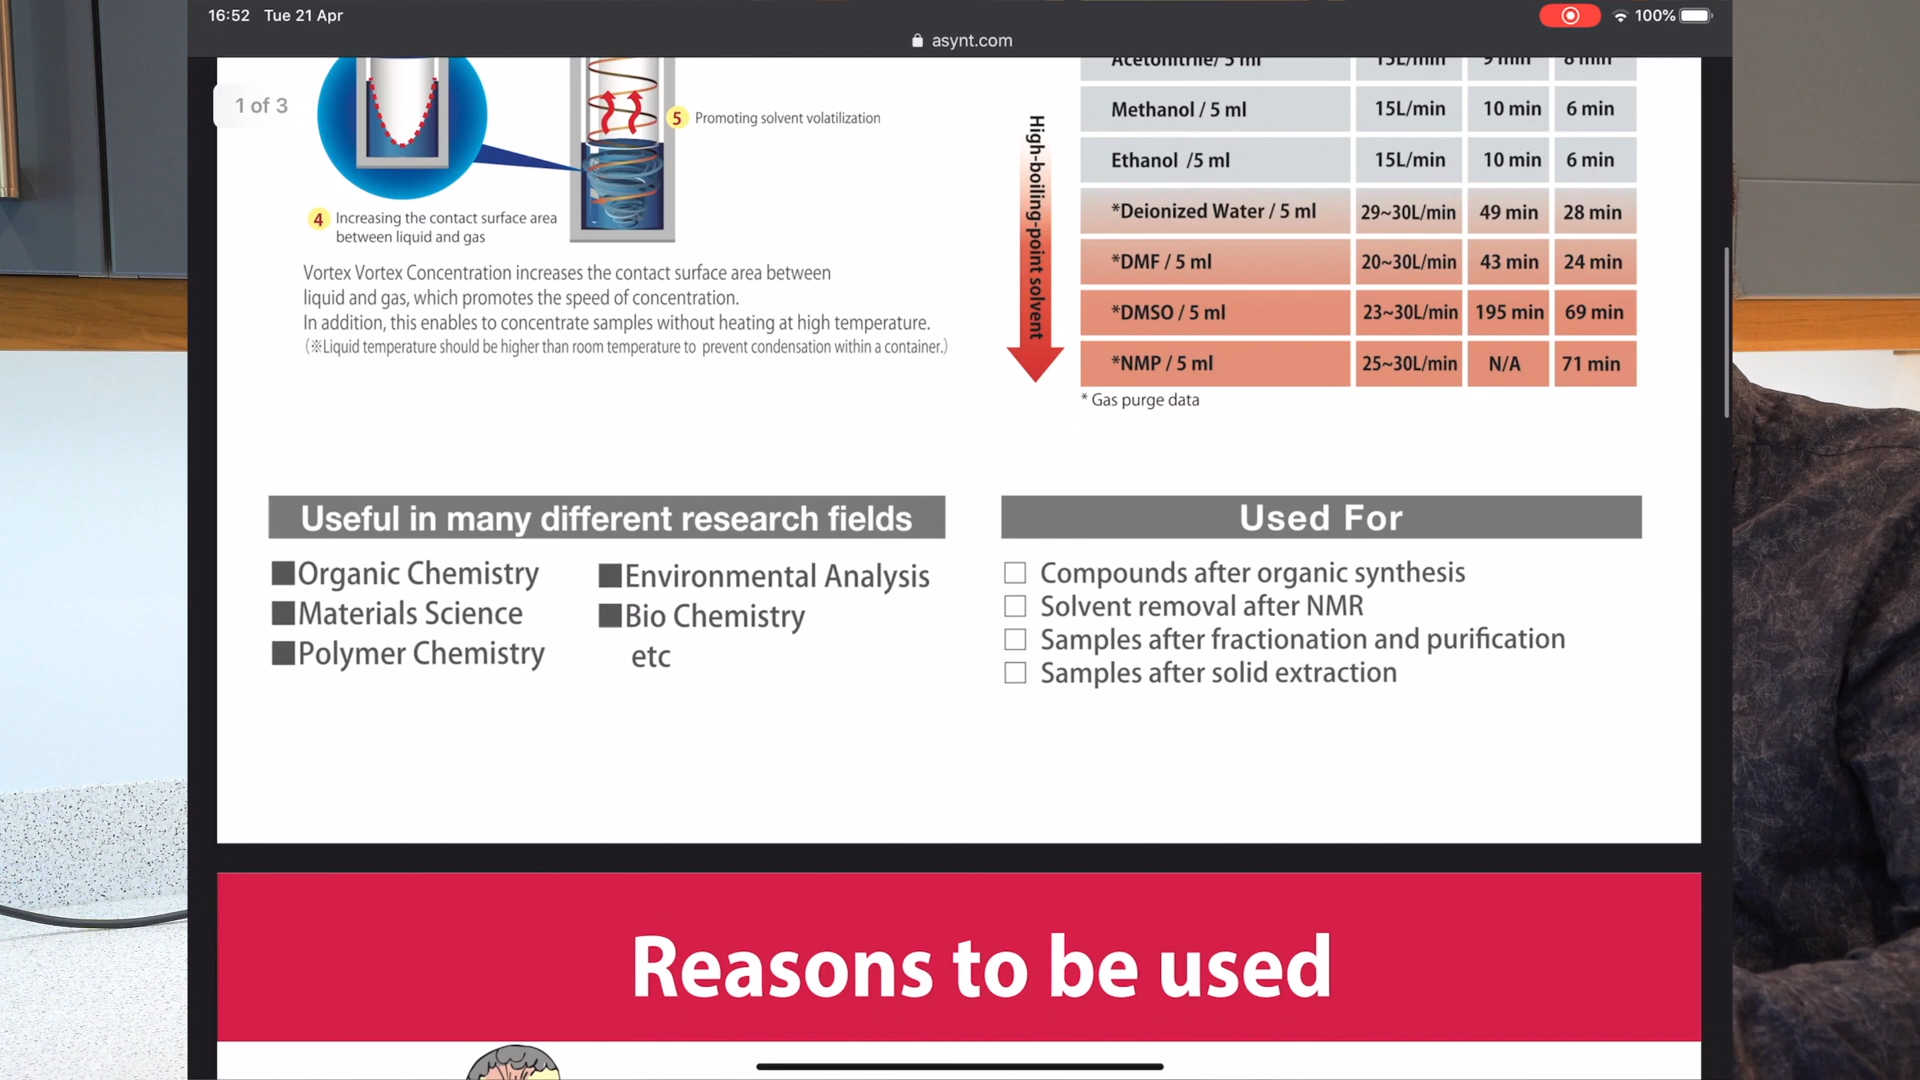 16:52 Tue 21 Apr
100%
asynt.com
1 of 3
5 Promoting solvent volatilization
4 Increasing the contact surface area
between liquid and gas
Vortex Vortex Concentration increases the contact surface area between
liquid and gas, which promotes the speed of concentration.
In addition, this enables to concentrate samples without heating at high temperature.
(※Liquid temperature should be higher than room temperature to prevent condensation within a container.)
High-boiling-point solvent
Acetonitrile/ 5 ml 15L/min 9 min 8 min
Methanol / 5 ml 15L/min 10 min 6 min
Ethanol /5 ml 15L/min 10 min 6 min
*Deionized Water / 5 ml 29~30L/min 49 min 28 min
*DMF / 5 ml 20~30L/min 43 min 24 min
*DMSO / 5 ml 23~30L/min 195 min 69 min
*NMP / 5 ml 25~30L/min N/A 71 min
* Gas purge data
Useful in many different research fields
■Organic Chemistry
■Materials Science
■Polymer Chemistry
■Environmental Analysis
■Bio Chemistry
etc
Used For
□ Compounds after organic synthesis
□ Solvent removal after NMR
□ Samples after fractionation and purification
□ Samples after solid extraction
Reasons to be used